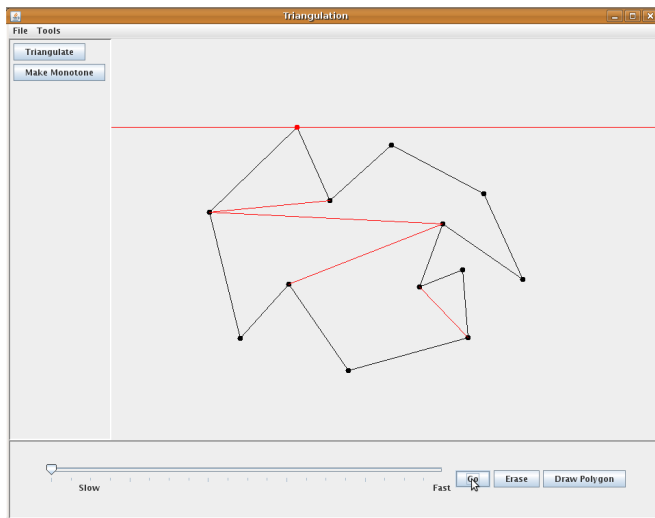 Triangulation
File Tools
Triangulate
Make Monotone
Slow
Fast
Go
Erase
Draw Polygon